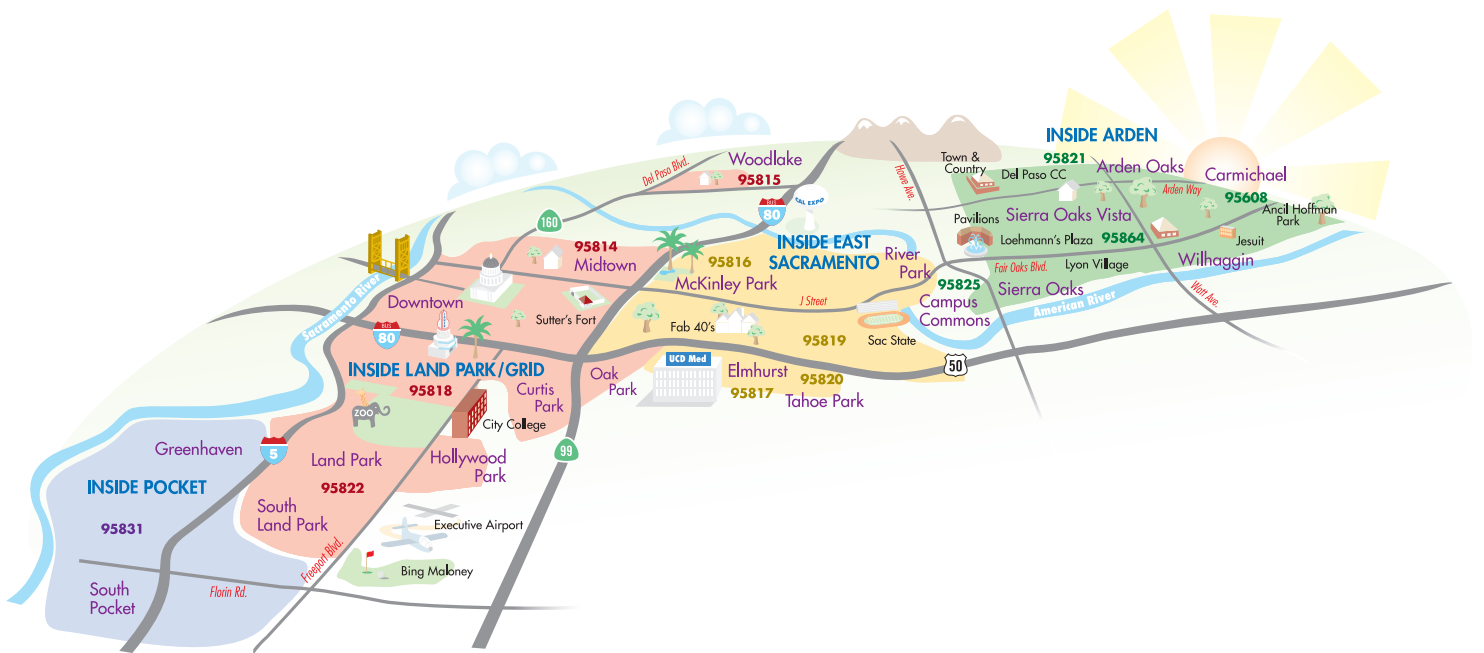 INSIDE ARDEN
Town &
Country
95821
Del Paso CC
Arden Oaks
Carmichael
Arden Way
95608
Ancil Hoffman
Park
Howe Ave.
Pavilions
Sierra Oaks Vista
Loehmann's Plaza
95864
Jesuit
Fair Oaks Blvd.
Lyon Village
Wilhaggin
95825
Sierra Oaks
American River
Watt Ave.
Campus
Commons
Woodlake
95815
Del Paso Blvd.
BUS
80
CAL EXPO
160
INSIDE EAST
SACRAMENTO
River
Park
95816
McKinley Park
J Street
Fab 40's
95819
Sac State
50
UCD Med
Elmhurst
95817
95820
Tahoe Park
95814
Midtown
Sacramento River
Downtown
Sutter's Fort
BUS
80
INSIDE LAND PARK/GRID
95818
ZOO
Curtis
Park
Oak
Park
City College
99
Greenhaven
5
Land Park
Hollywood
Park
INSIDE POCKET
95822
South
Land Park
95831
Executive Airport
Freeport Blvd.
Bing Maloney
South
Pocket
Florin Rd.